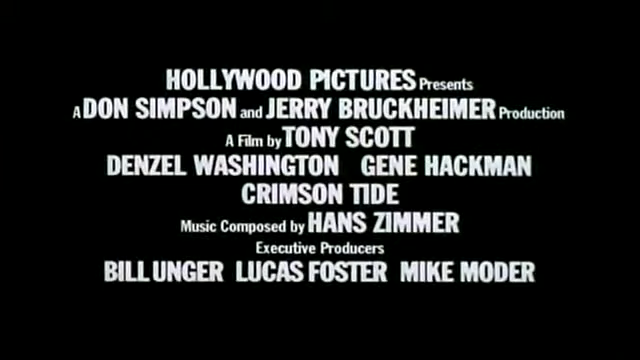 HOLLYWOOD PICTURES Presents
A DON SIMPSON and JERRY BRUCKHEIMER Production
A Film by TONY SCOTT
DENZEL WASHINGTON GENE HACKMAN
CRIMSON TIDE
Music Composed by HANS ZIMMER
Executive Producers
BILL UNGER LUCAS FOSTER MIKE MODER